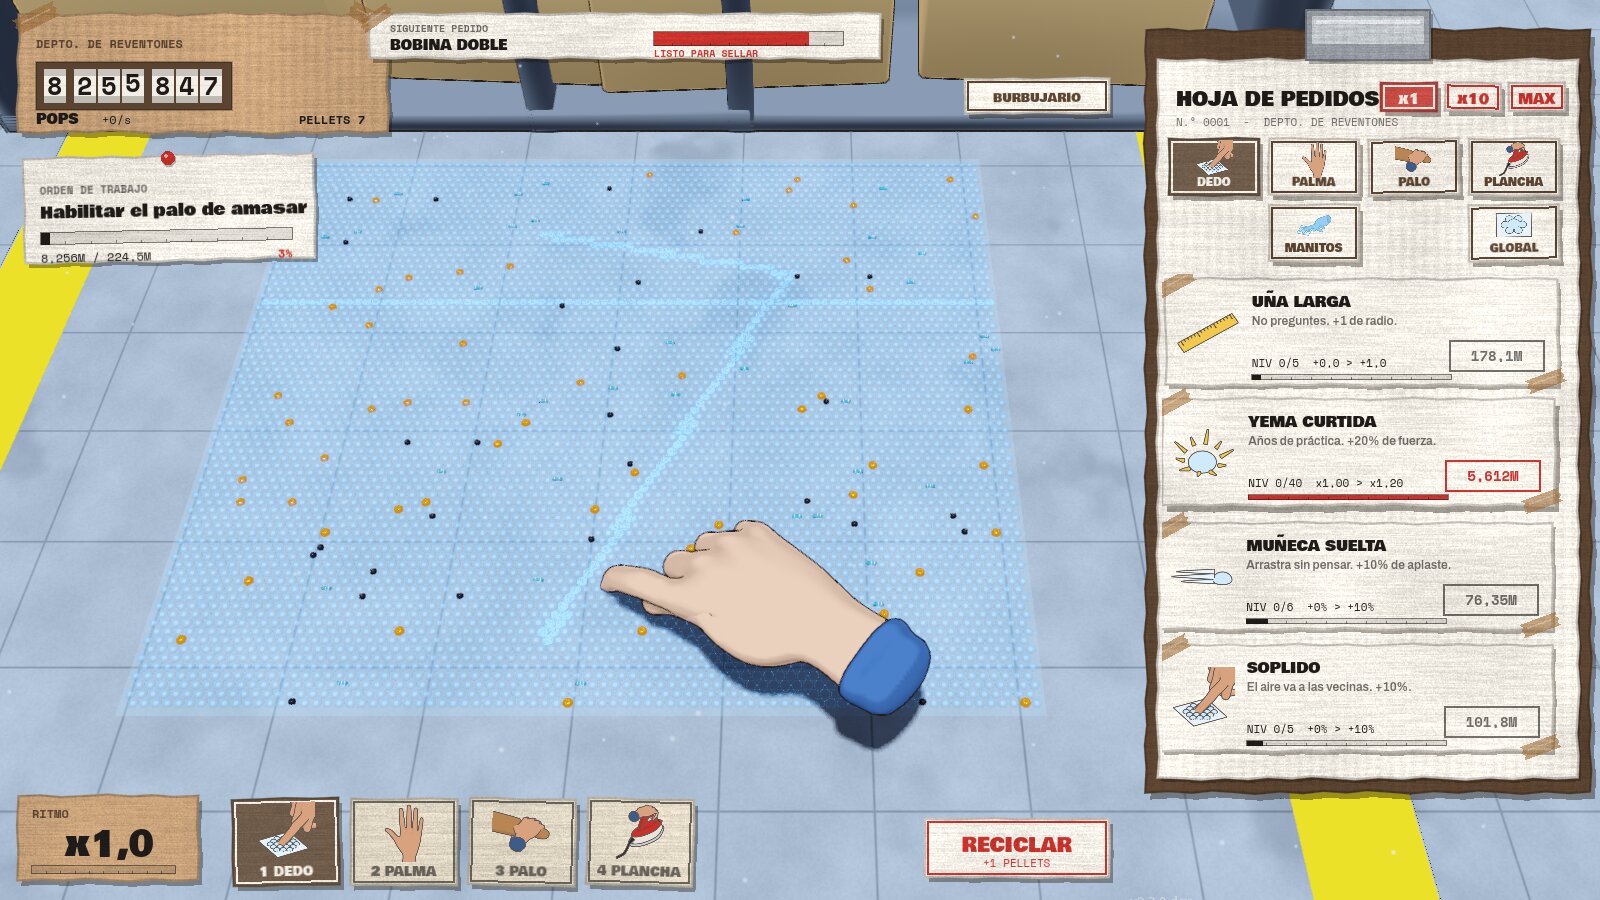 DEPTO. DE REVENTONES
8 255 847
POPS +0/s PELLETS 7
SIGUIENTE PEDIDO
BOBINA DOBLE
LISTO PARA SELLAR
BURBUJARIO
ORDEN DE TRABAJO
Habilitar el palo de amasar
8,256M / 224,5M 3%
HOJA DE PEDIDOS x1 x10 MAX
N.° 0001 - DEPTO. DE REVENTONES
DEDO PALMA PALO PLANCHA
MANITOS GLOBAL
UÑA LARGA
No preguntes. +1 de radio.
NIV 0/5 +0,0 > +1,0 178,1M
YEMA CURTIDA
Años de práctica. +20% de fuerza.
NIV 0/40 x1,00 > x1,20 5,612M
MUÑECA SUELTA
Arrastra sin pensar. +10% de aplaste.
NIV 0/6 +0% > +10% 76,35M
SOPLIDO
El aire va a las vecinas. +10%.
NIV 0/5 +0% > +10% 101,8M
RITMO
x1,0
1 DEDO 2 PALMA 3 PALO 4 PLANCHA
RECICLAR
+1 PELLETS